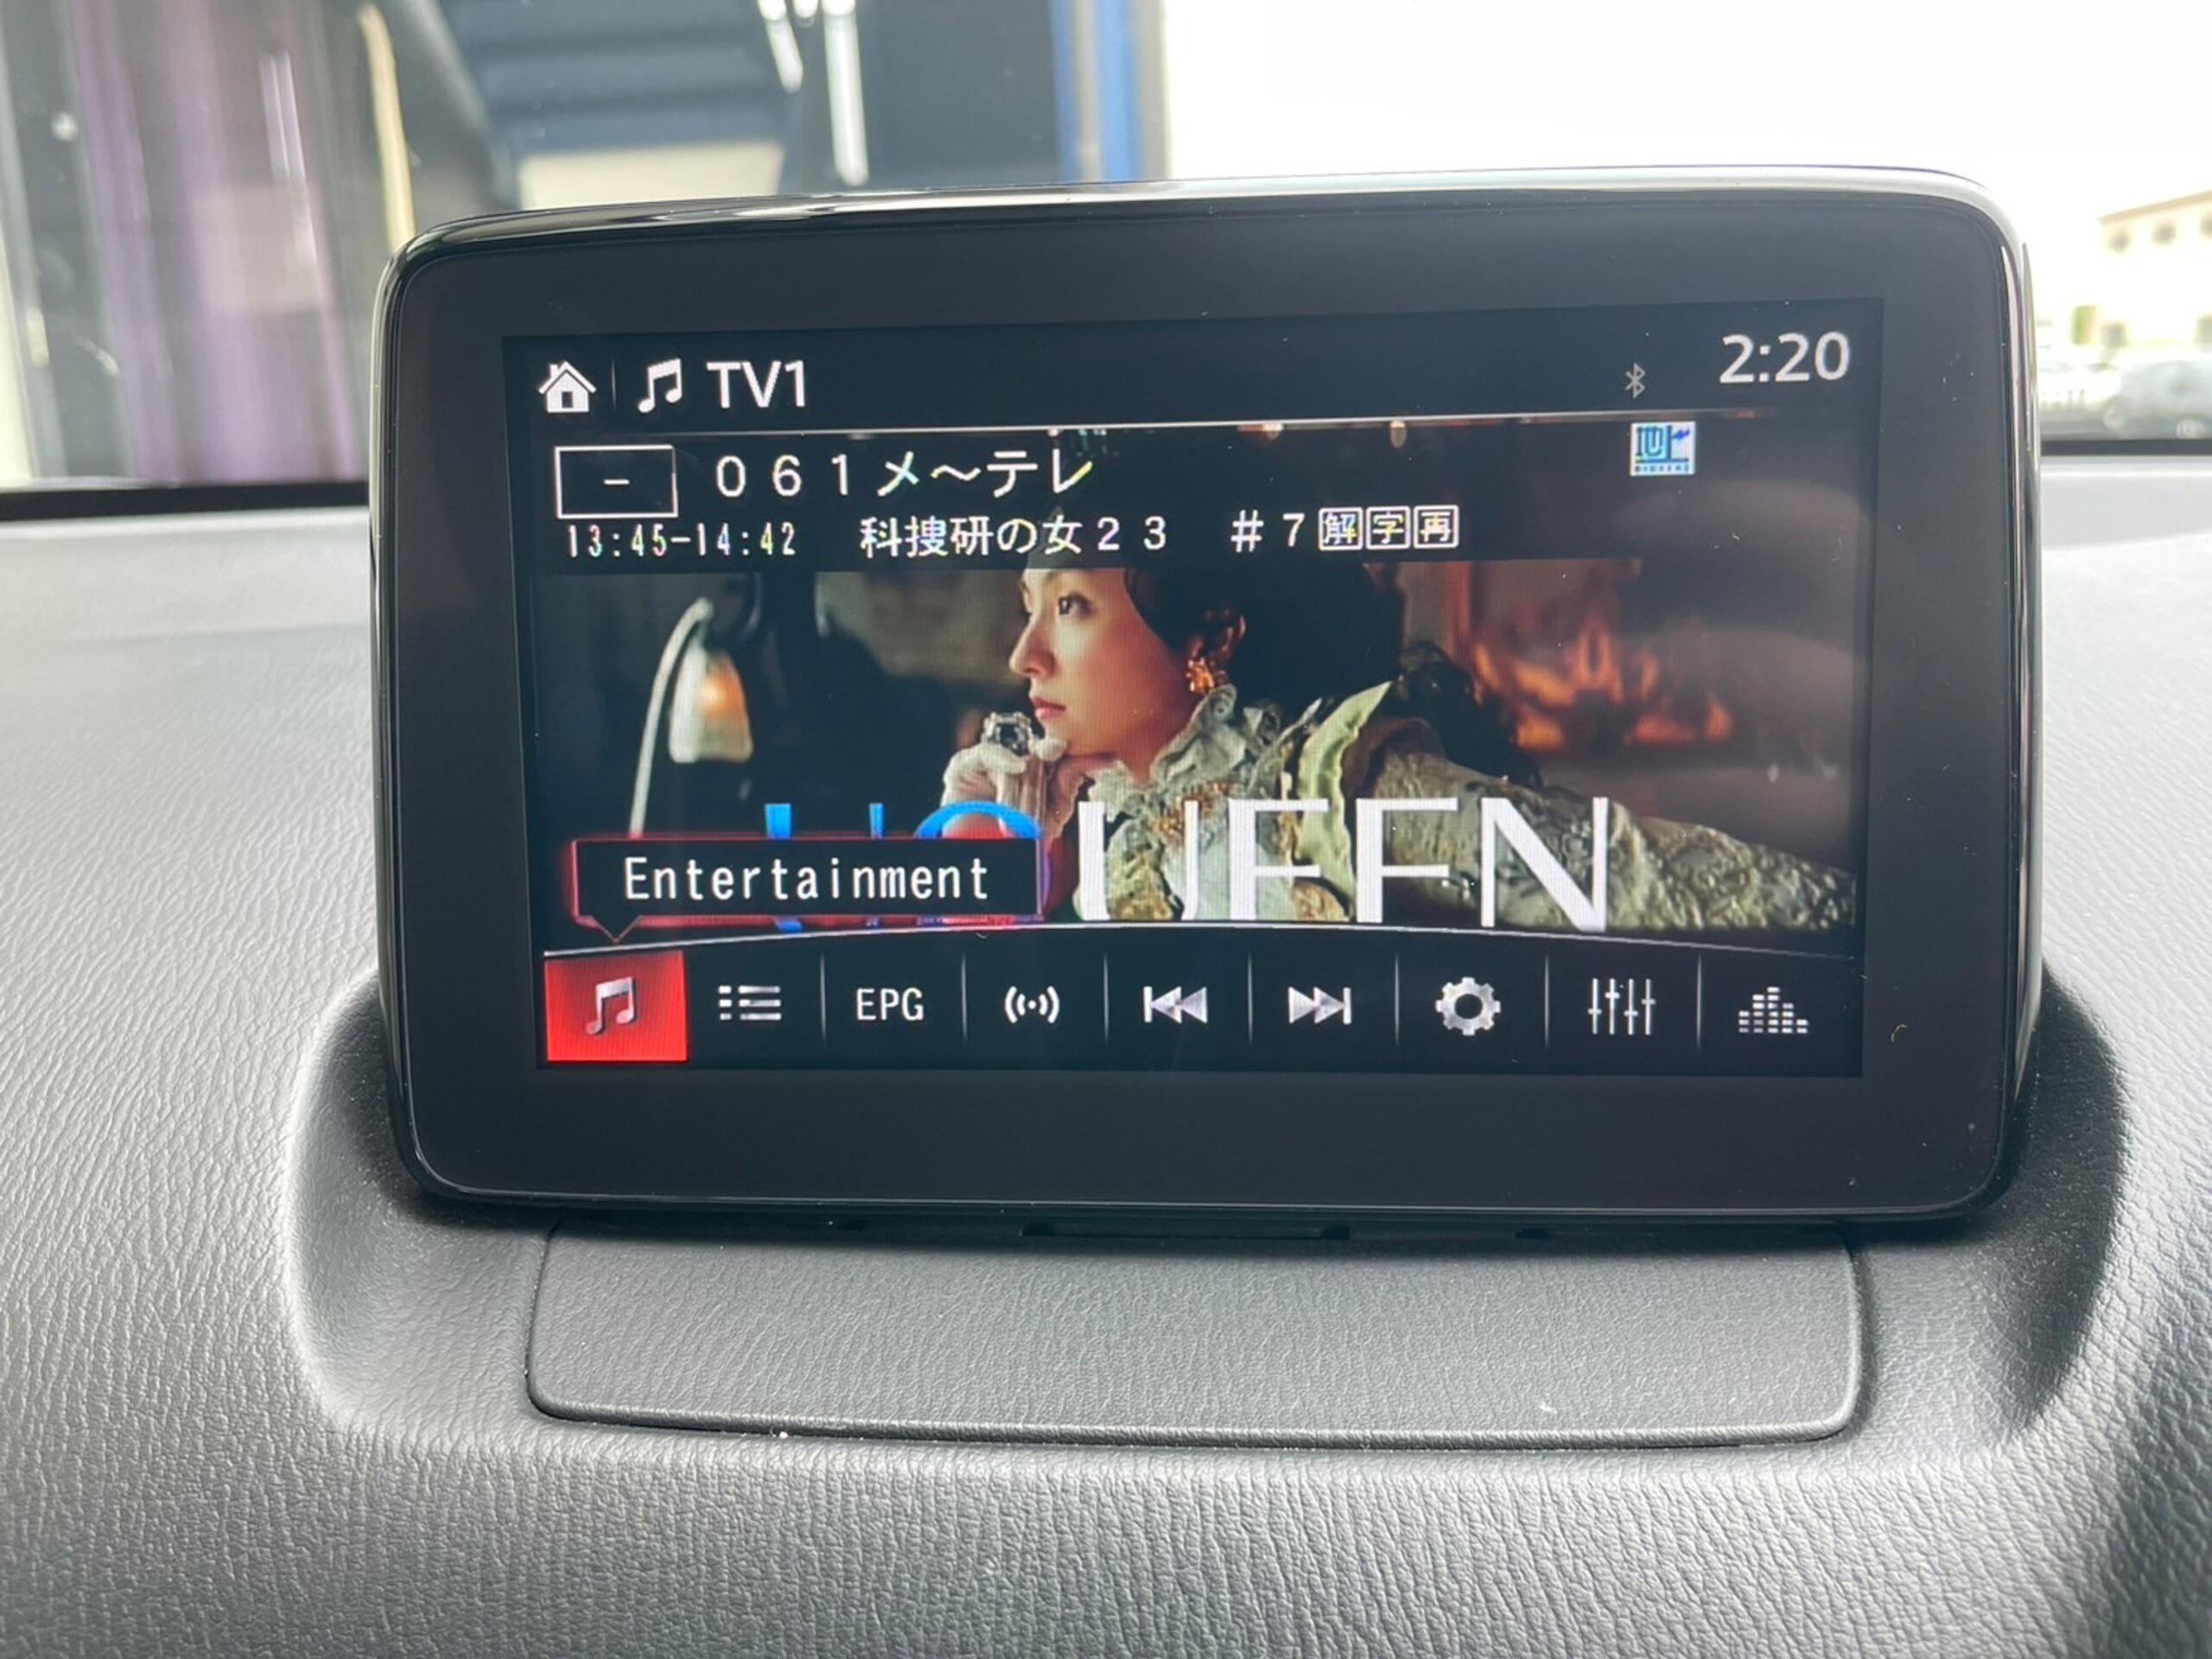 TV1
2:20
－ ０６１メ～テレ
13:45-14:42 科捜研の女２３ ＃７解字再
UEEN
Entertainment
EPG